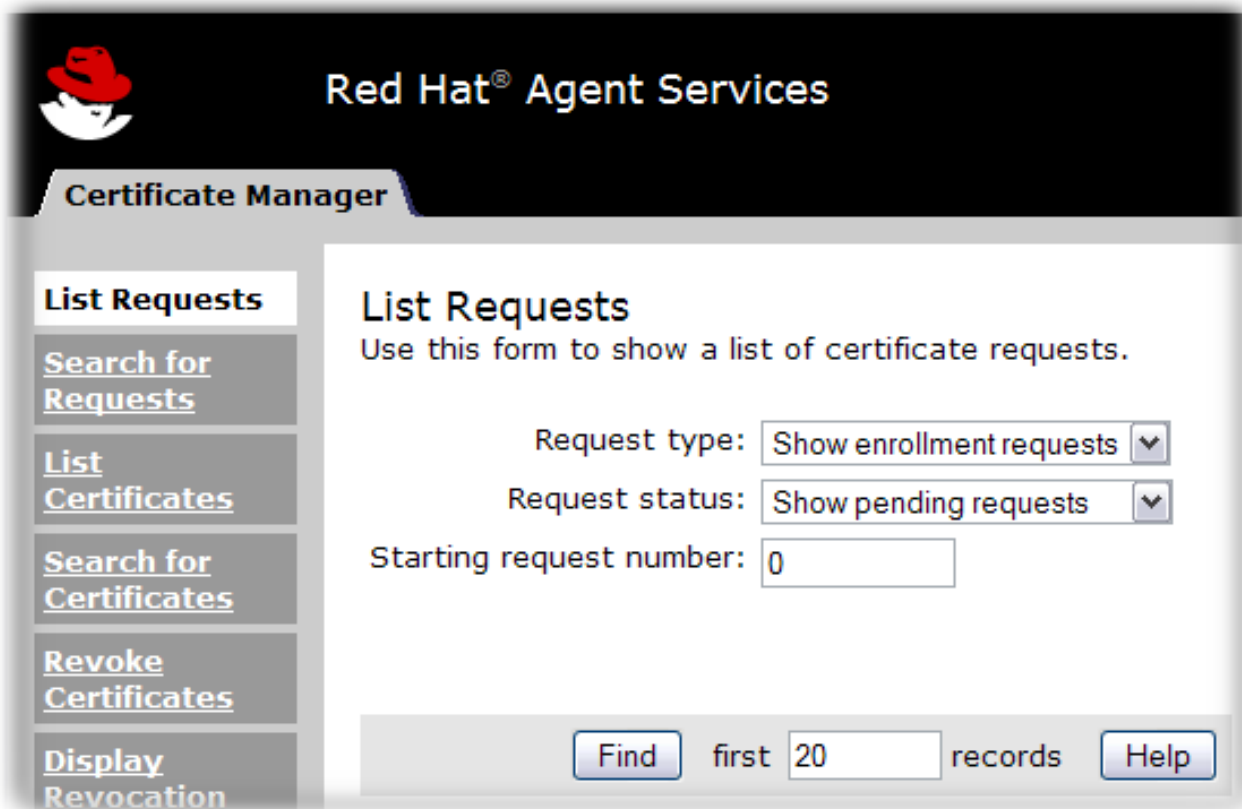 Red Hat® Agent Services
Certificate Manager
List Requests
Search for
Requests
List
Certificates
Search for
Certificates
Revoke
Certificates
Display
Revocation
List Requests
Use this form to show a list of certificate requests.
Request type: Show enrollment requests
Request status: Show pending requests
Starting request number: 0
Find first 20 records Help